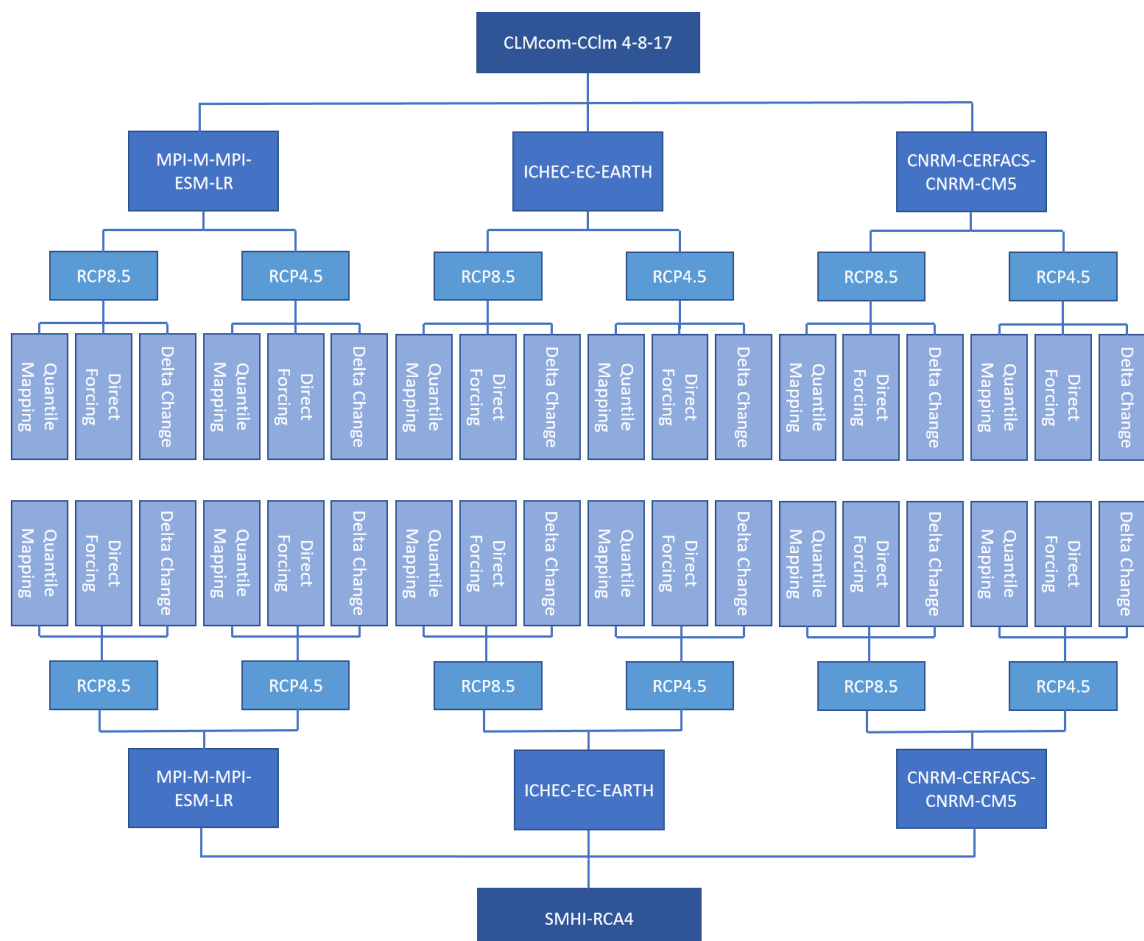 CLMcom-CClm 4-8-17
MPI-M-MPI-
ESM-LR
ICHEC-EC-EARTH
CNRM-CERFACS-
CNRM-CM5
RCP8.5
RCP4.5
RCP8.5
RCP4.5
RCP8.5
RCP4.5
Quantile
Mapping
Direct
Forcing
Delta Change
Quantile
Mapping
Direct
Forcing
Delta Change
Quantile
Mapping
Direct
Forcing
Delta Change
Quantile
Mapping
Direct
Forcing
Delta Change
Quantile
Mapping
Direct
Forcing
Delta Change
Quantile
Mapping
Direct
Forcing
Delta Change
Quantile
Mapping
Direct
Forcing
Delta Change
Quantile
Mapping
Direct
Forcing
Delta Change
Quantile
Mapping
Direct
Forcing
Delta Change
Quantile
Mapping
Direct
Forcing
Delta Change
Quantile
Mapping
Direct
Forcing
Delta Change
Quantile
Mapping
Direct
Forcing
Delta Change
RCP8.5
RCP4.5
RCP8.5
RCP4.5
RCP8.5
RCP4.5
MPI-M-MPI-
ESM-LR
ICHEC-EC-EARTH
CNRM-CERFACS-
CNRM-CM5
SMHI-RCA4